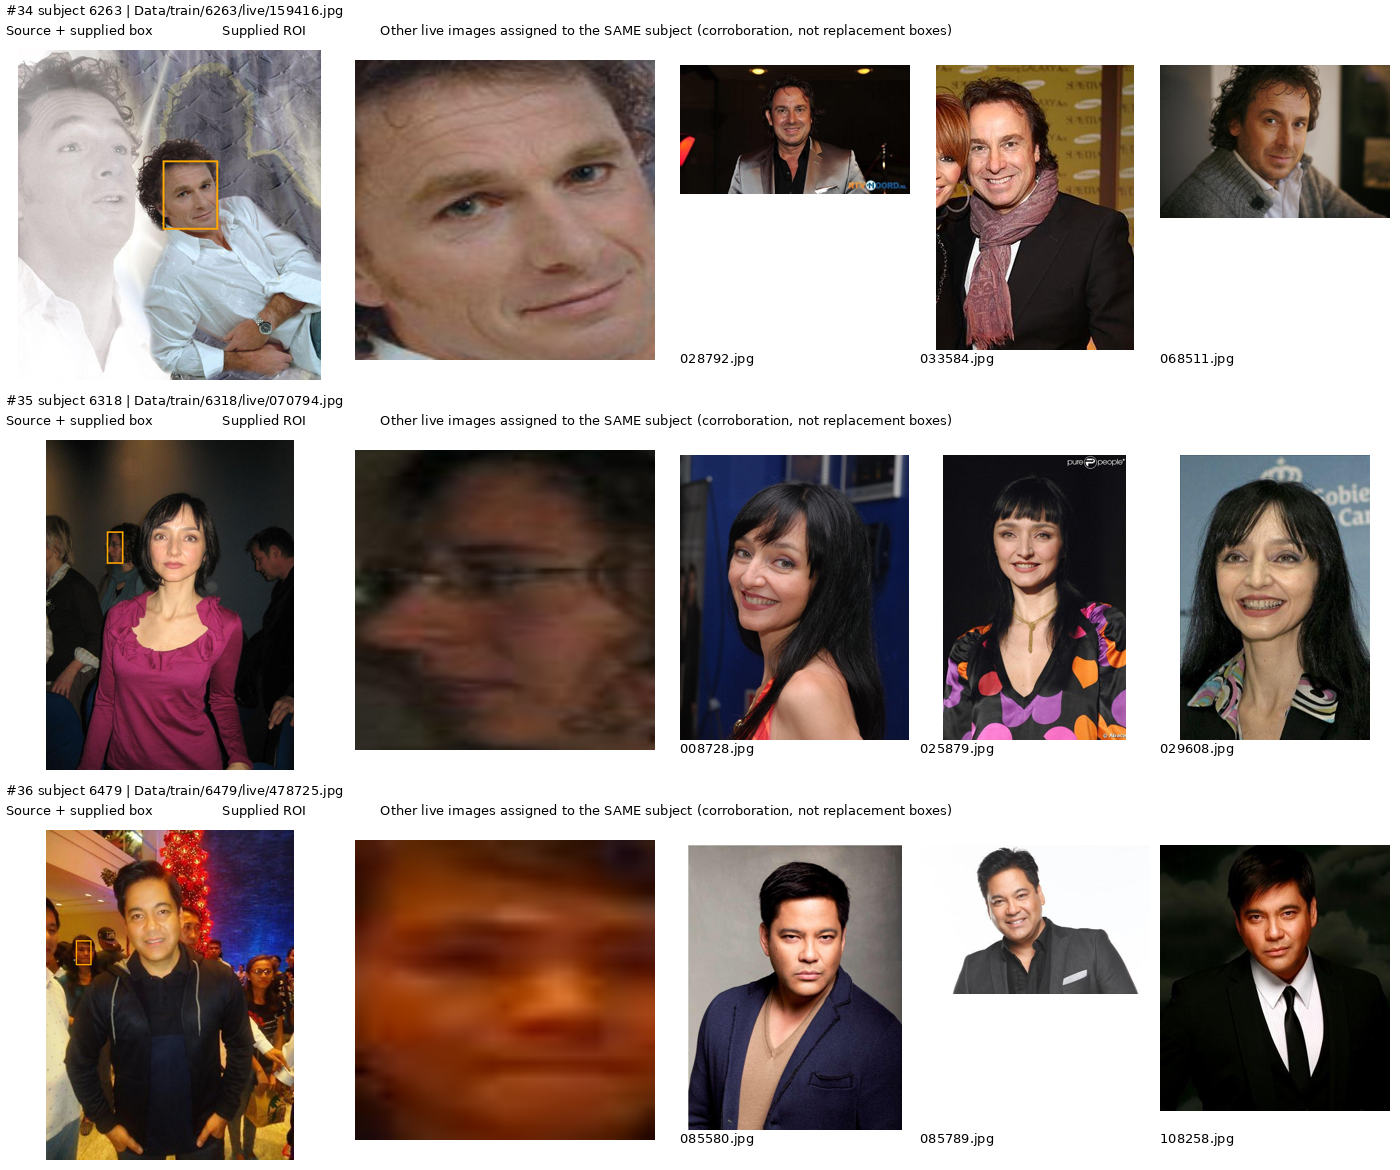 #34 subject 6263 | Data/train/6263/live/159416.jpg
Source + supplied box Supplied ROI Other live images assigned to the SAME subject (corroboration, not replacement boxes)
028792.jpg 033584.jpg 068511.jpg
#35 subject 6318 | Data/train/6318/live/070794.jpg
Source + supplied box Supplied ROI Other live images assigned to the SAME subject (corroboration, not replacement boxes)
pure people
Gobie
Can
008728.jpg 025879.jpg 029608.jpg
#36 subject 6479 | Data/train/6479/live/478725.jpg
Source + supplied box Supplied ROI Other live images assigned to the SAME subject (corroboration, not replacement boxes)
085580.jpg 085789.jpg 108258.jpg